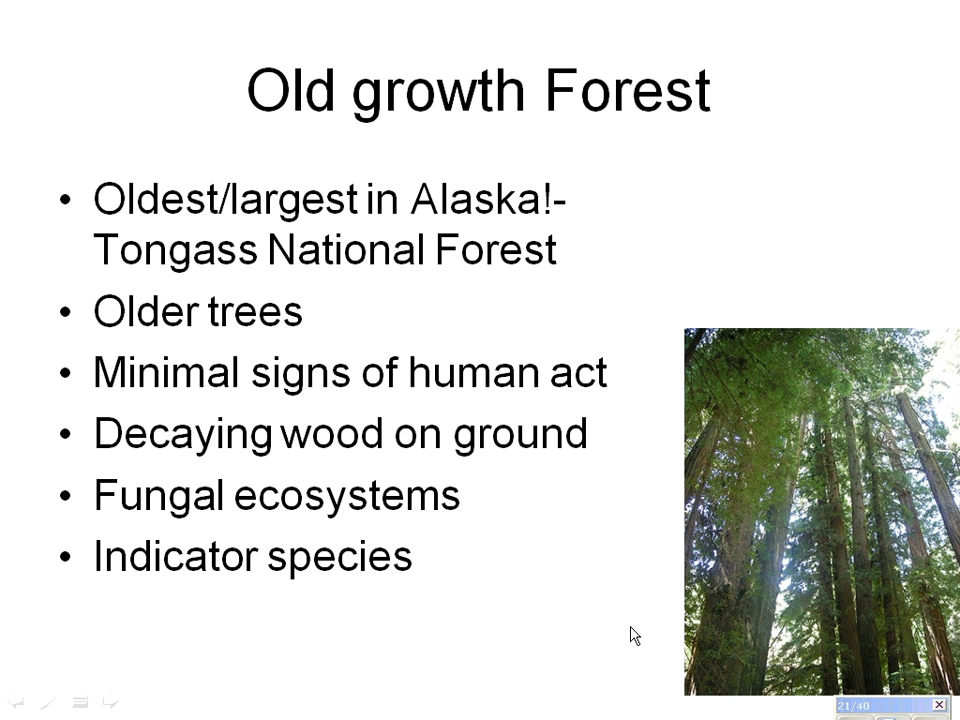 Old growth Forest
• Oldest/largest in Alaska!-
Tongass National Forest
• Older trees
• Minimal signs of human act
• Decaying wood on ground
• Fungal ecosystems
• Indicator species
21/40